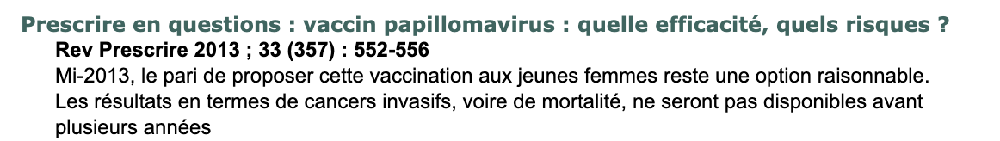 Prescrire en questions : vaccin papillomavirus : quelle efficacité, quels risques ?
Rev Prescrire 2013 ; 33 (357) : 552-556
Mi-2013, le pari de proposer cette vaccination aux jeunes femmes reste une option raisonnable.
Les résultats en termes de cancers invasifs, voire de mortalité, ne seront pas disponibles avant
plusieurs années